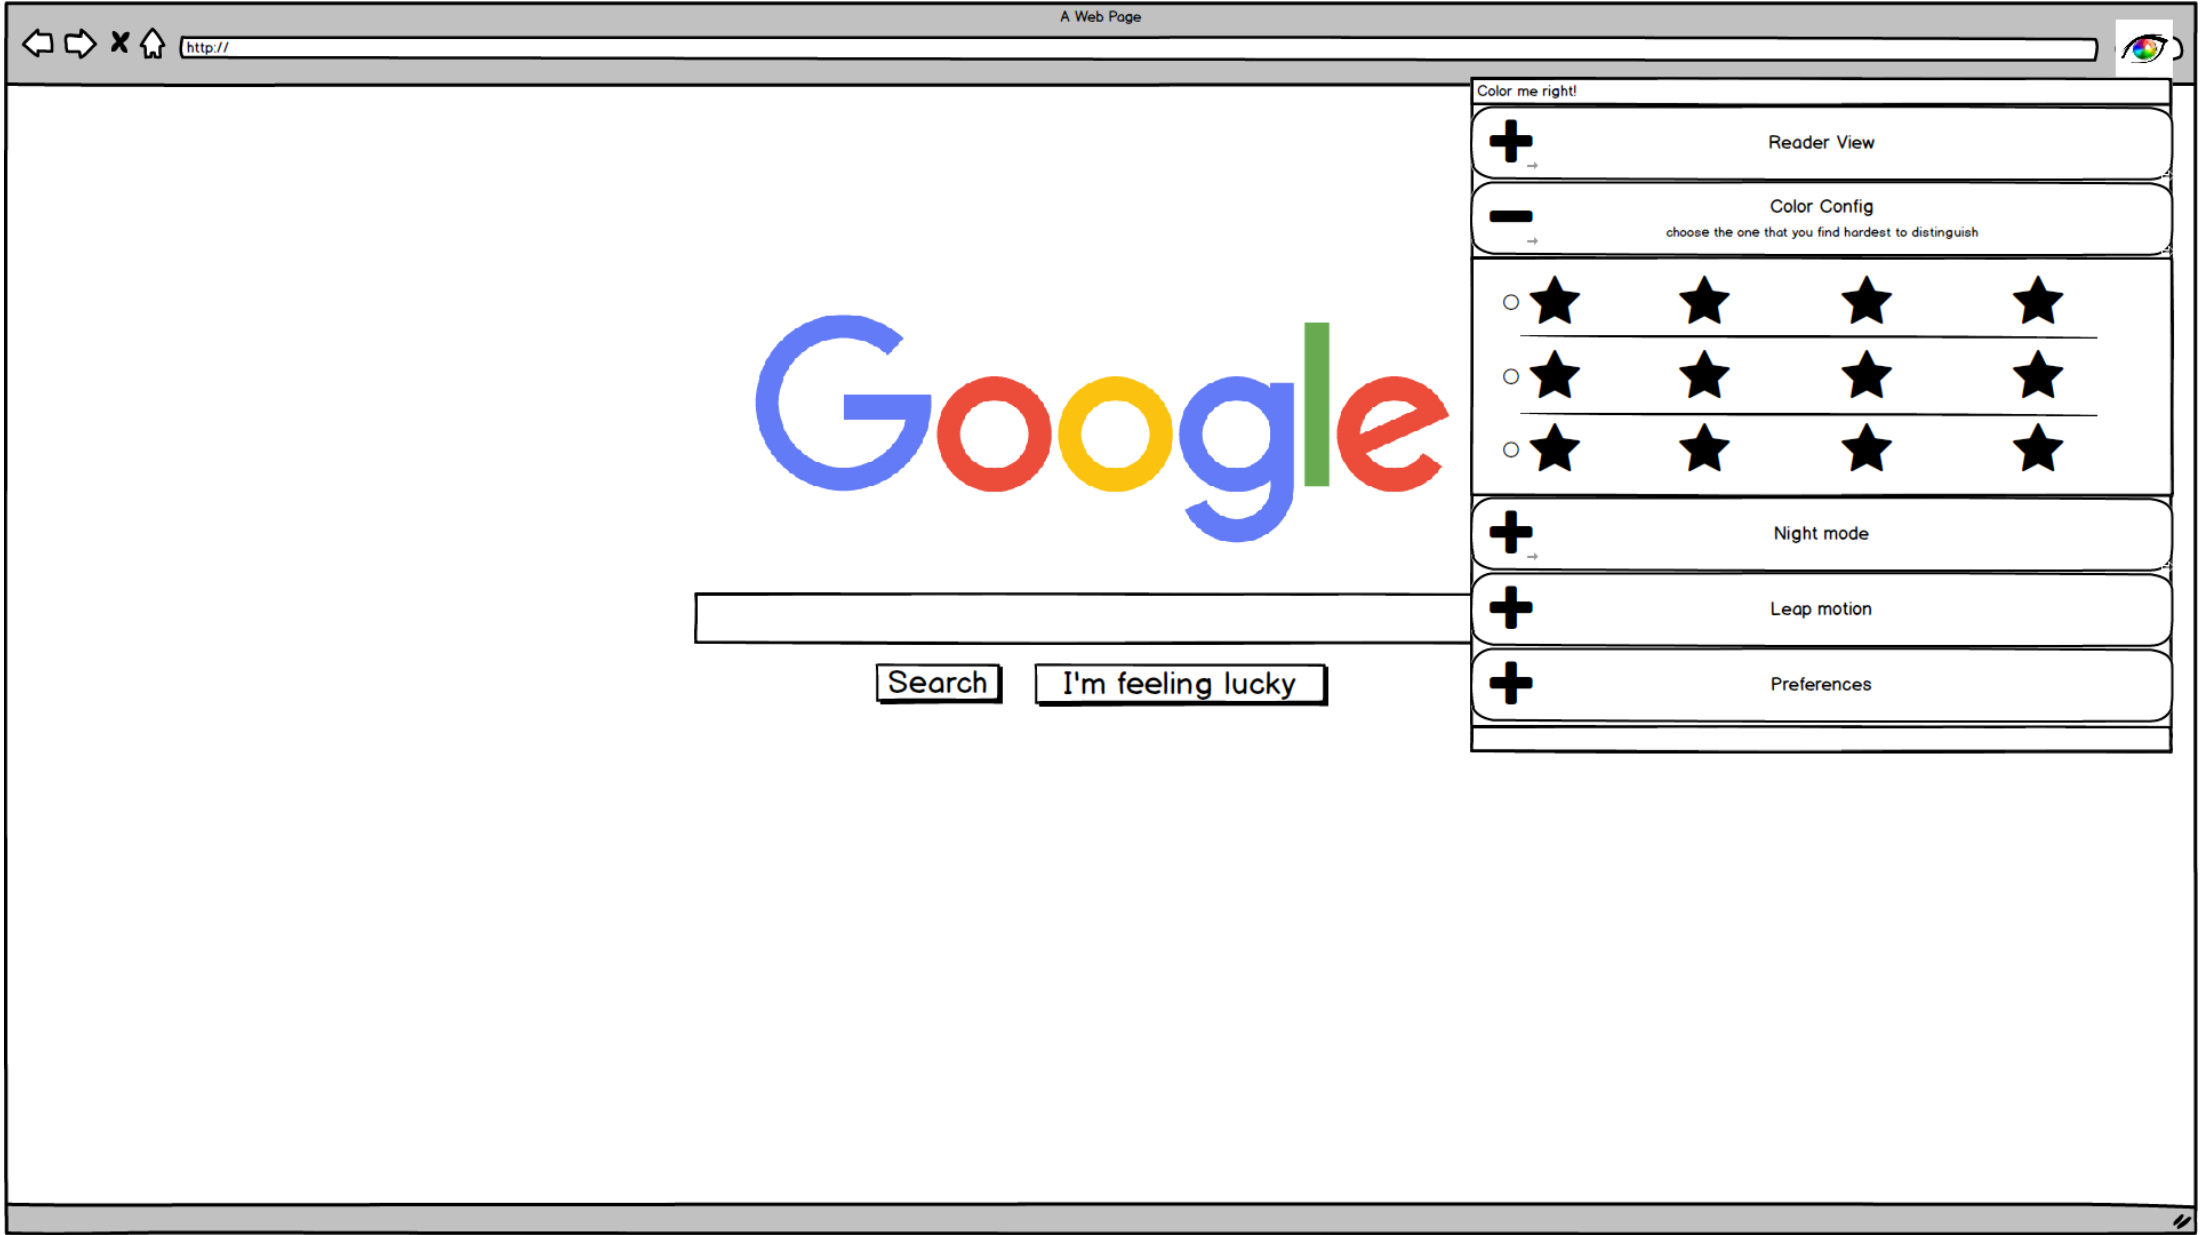 A Web Page
http://
Color me right!
Reader View
Color Config
choose the one that you find hardest to distinguish
Google
Night mode
Leap motion
Search
I'm feeling lucky
Preferences